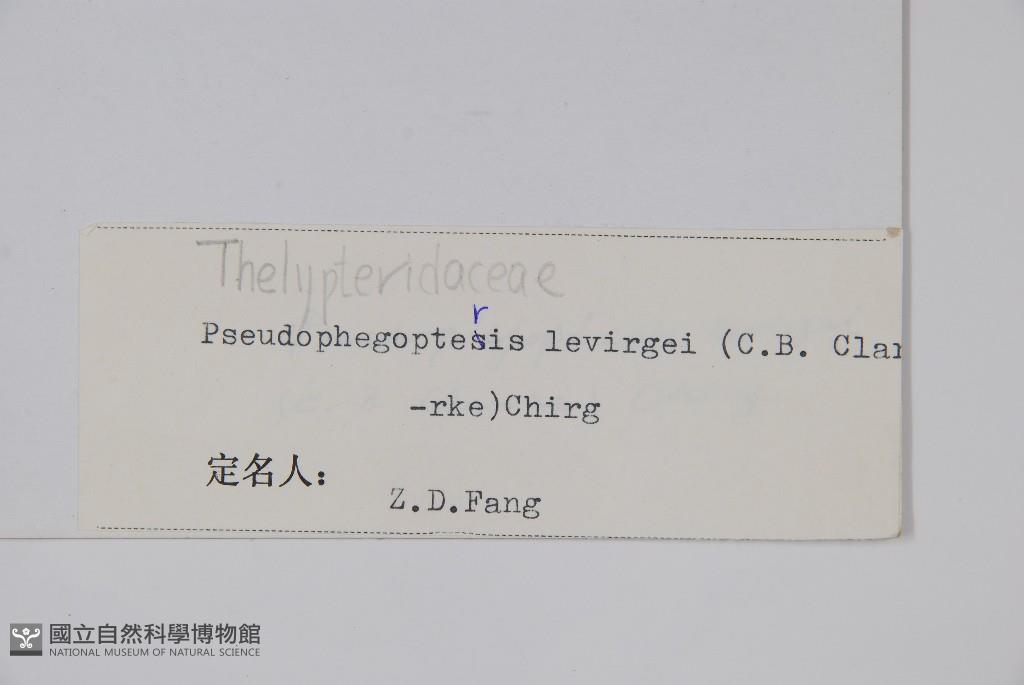 Thelypteridaceae
r
Pseudophegoptesis levirgei (C.B. Clar
-rke)Chirg
定名人:
Z.D.Fang
國立自然科學博物館
NATIONAL MUSEUM OF NATURAL SCIENCE